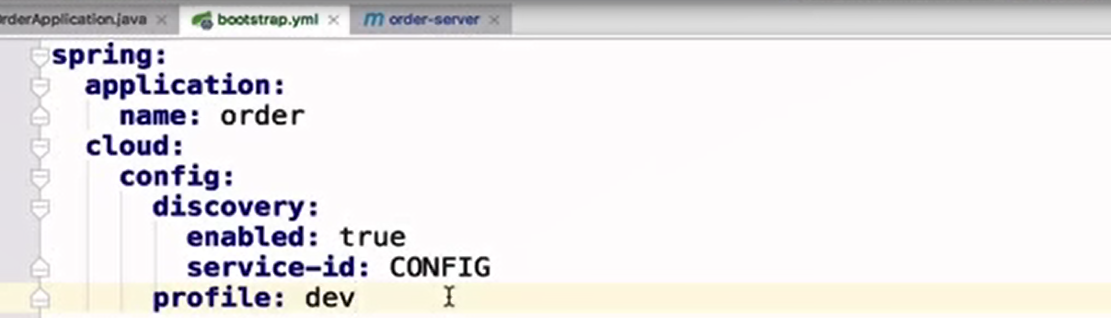 rderApplication.java
bootstrap.yml
order-server
spring:
application:
name: order
cloud:
config:
discovery:
enabled: true
service-id: CONFIG
profile: dev